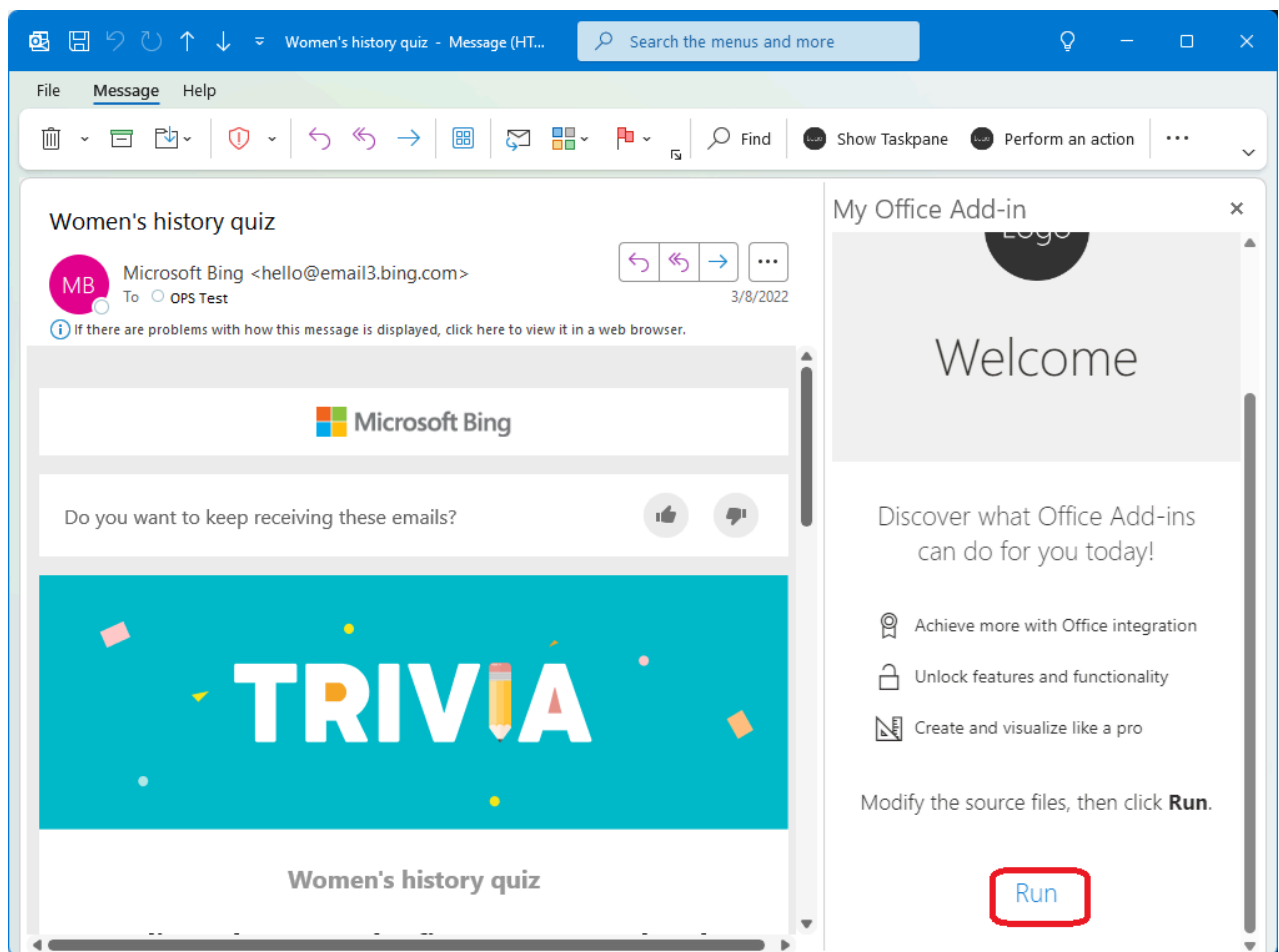 Women's history quiz - Message (HT...
Search the menus and more
File Message Help
Find
Show Taskpane
Perform an action
Women's history quiz
MB
Microsoft Bing <hello@email3.bing.com>
To OPS Test
3/8/2022
If there are problems with how this message is displayed, click here to view it in a web browser.
Microsoft Bing
Do you want to keep receiving these emails?
TRIVIA
Women's history quiz
My Office Add-in
Logo
Welcome
Discover what Office Add-ins
can do for you today!
Achieve more with Office integration
Unlock features and functionality
Create and visualize like a pro
Modify the source files, then click Run.
Run